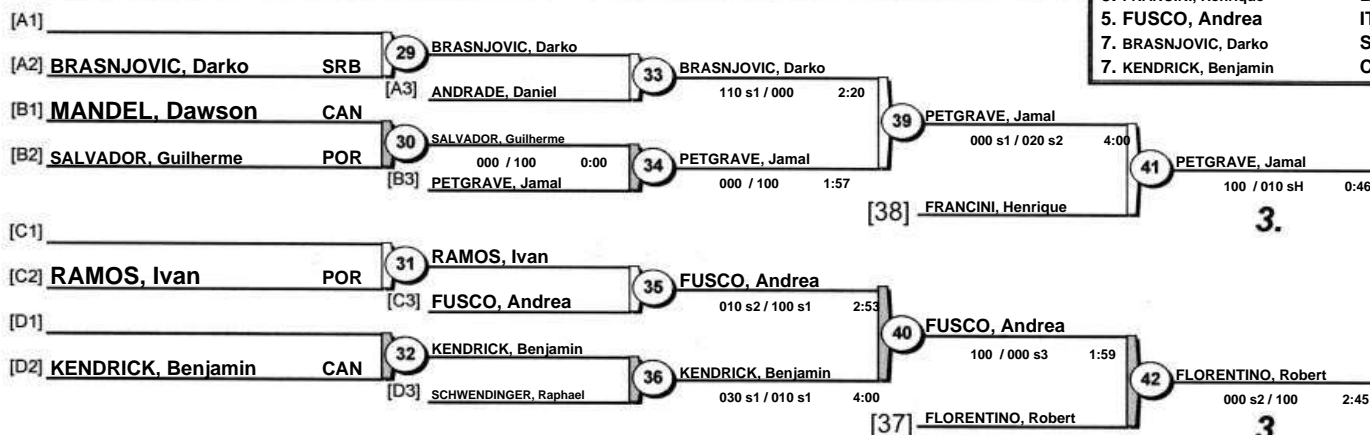 5. FUSCO, Andrea
7. BRASNJOVIC, Darko
7. KENDRICK, Benjamin
[A1]
[A2] BRASNJOVIC, Darko SRB
29
BRASNJOVIC, Darko
[A3] ANDRADE, Daniel
33
BRASNJOVIC, Darko
110 s1 / 000 2:20
[B1] MANDEL, Dawson CAN
[B2] SALVADOR, Guilherme POR
30
SALVADOR, Guilherme
000 / 100 0:00
[B3] PETGRAVE, Jamal
34
PETGRAVE, Jamal
000 / 100 1:57
39
PETGRAVE, Jamal
000 s1 / 020 s2 4:00
[38] FRANCINI, Henrique
41
PETGRAVE, Jamal
100 / 010 sH 0:46
3.
[C1]
[C2] RAMOS, Ivan POR
31
RAMOS, Ivan
[C3] FUSCO, Andrea
35
FUSCO, Andrea
010 s2 / 100 s1 2:53
[D1]
[D2] KENDRICK, Benjamin CAN
32
KENDRICK, Benjamin
[D3] SCHWENDINGER, Raphael
36
KENDRICK, Benjamin
030 s1 / 010 s1 4:00
40
FUSCO, Andrea
100 / 000 s3 1:59
[37] FLORENTINO, Robert
42
FLORENTINO, Robert
000 s2 / 100 2:45
3